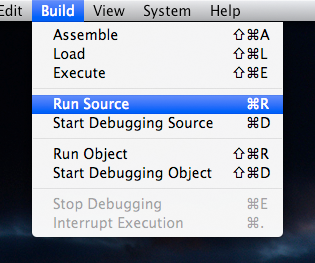 Edit Build View System Help
Assemble ⇧⌘A
Load ⇧⌘L
Execute ⇧⌘E
Run Source ⌘R
Start Debugging Source ⌘D
Run Object ⇧⌘R
Start Debugging Object ⇧⌘D
Stop Debugging ⌘E
Interrupt Execution ⌘.